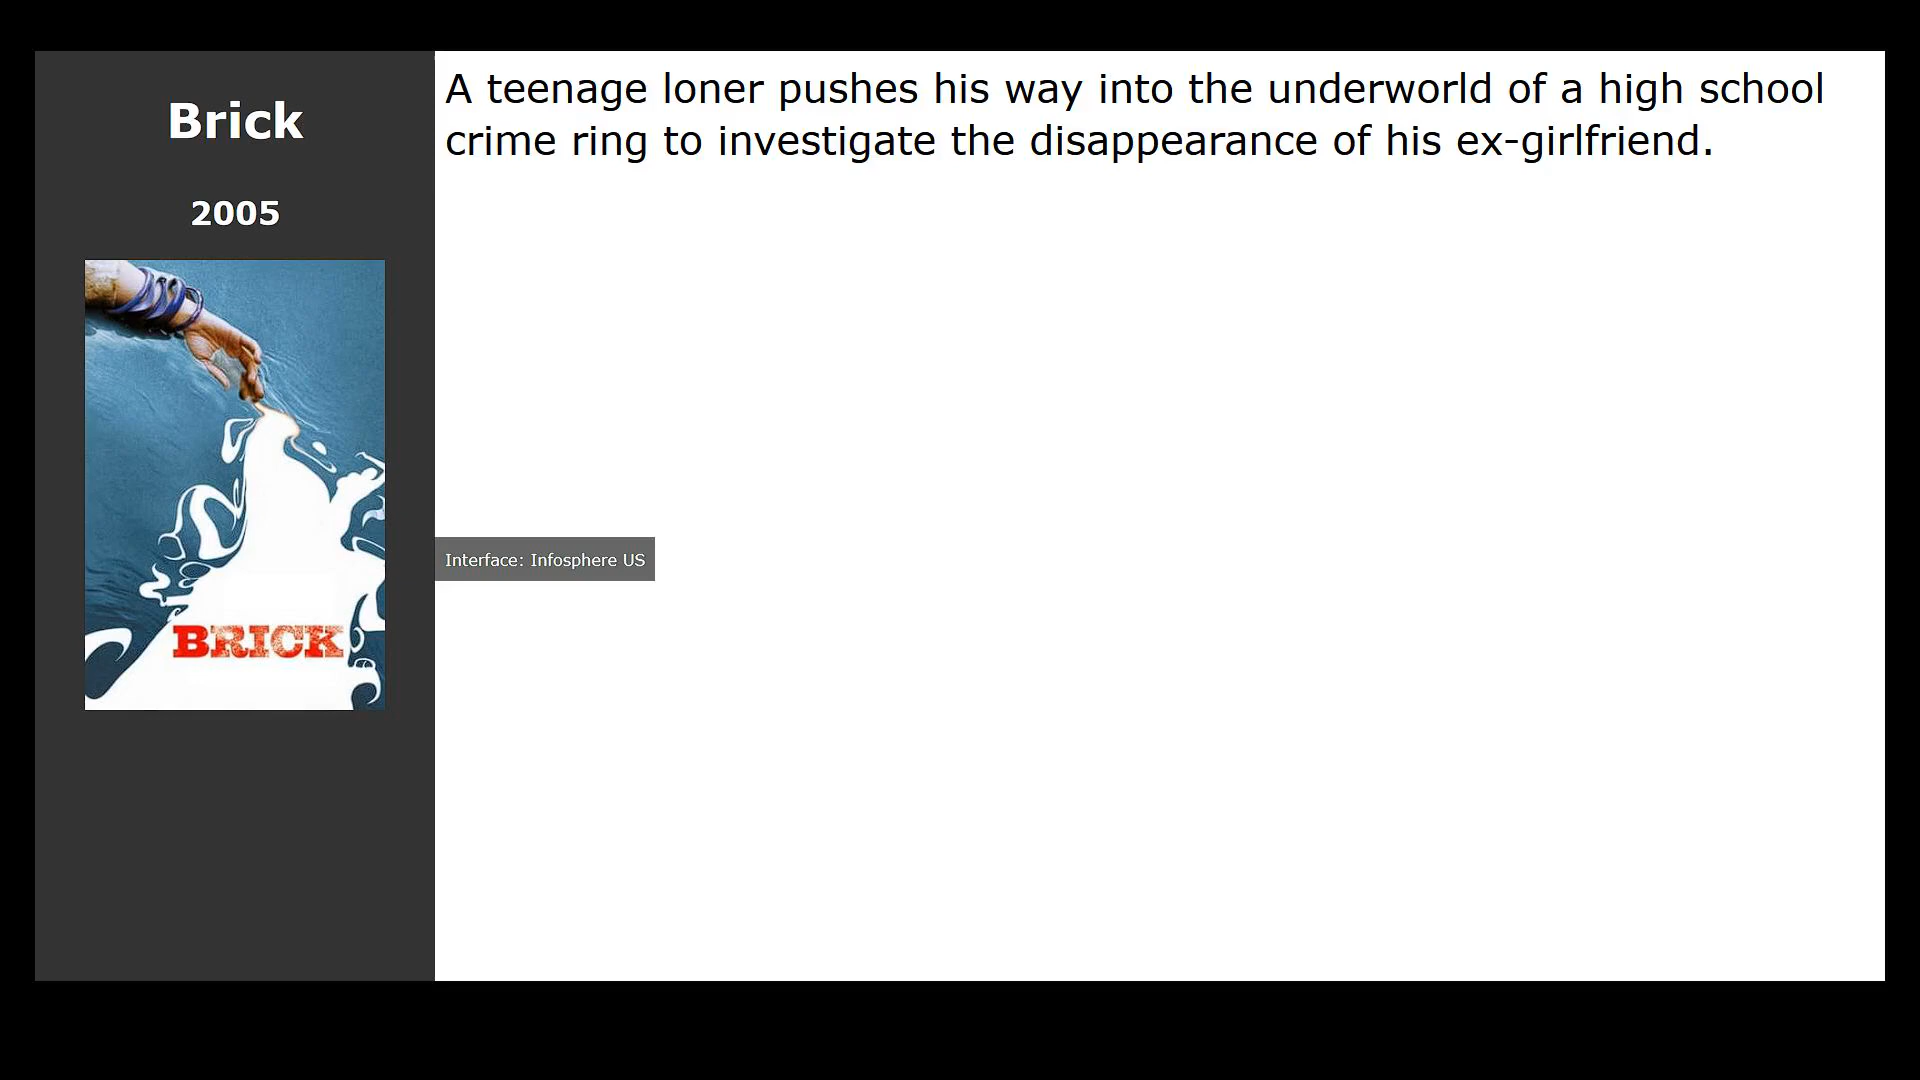 Brick
2005
BRICK
A teenage loner pushes his way into the underworld of a high school
crime ring to investigate the disappearance of his ex-girlfriend.
Interface: Infosphere US